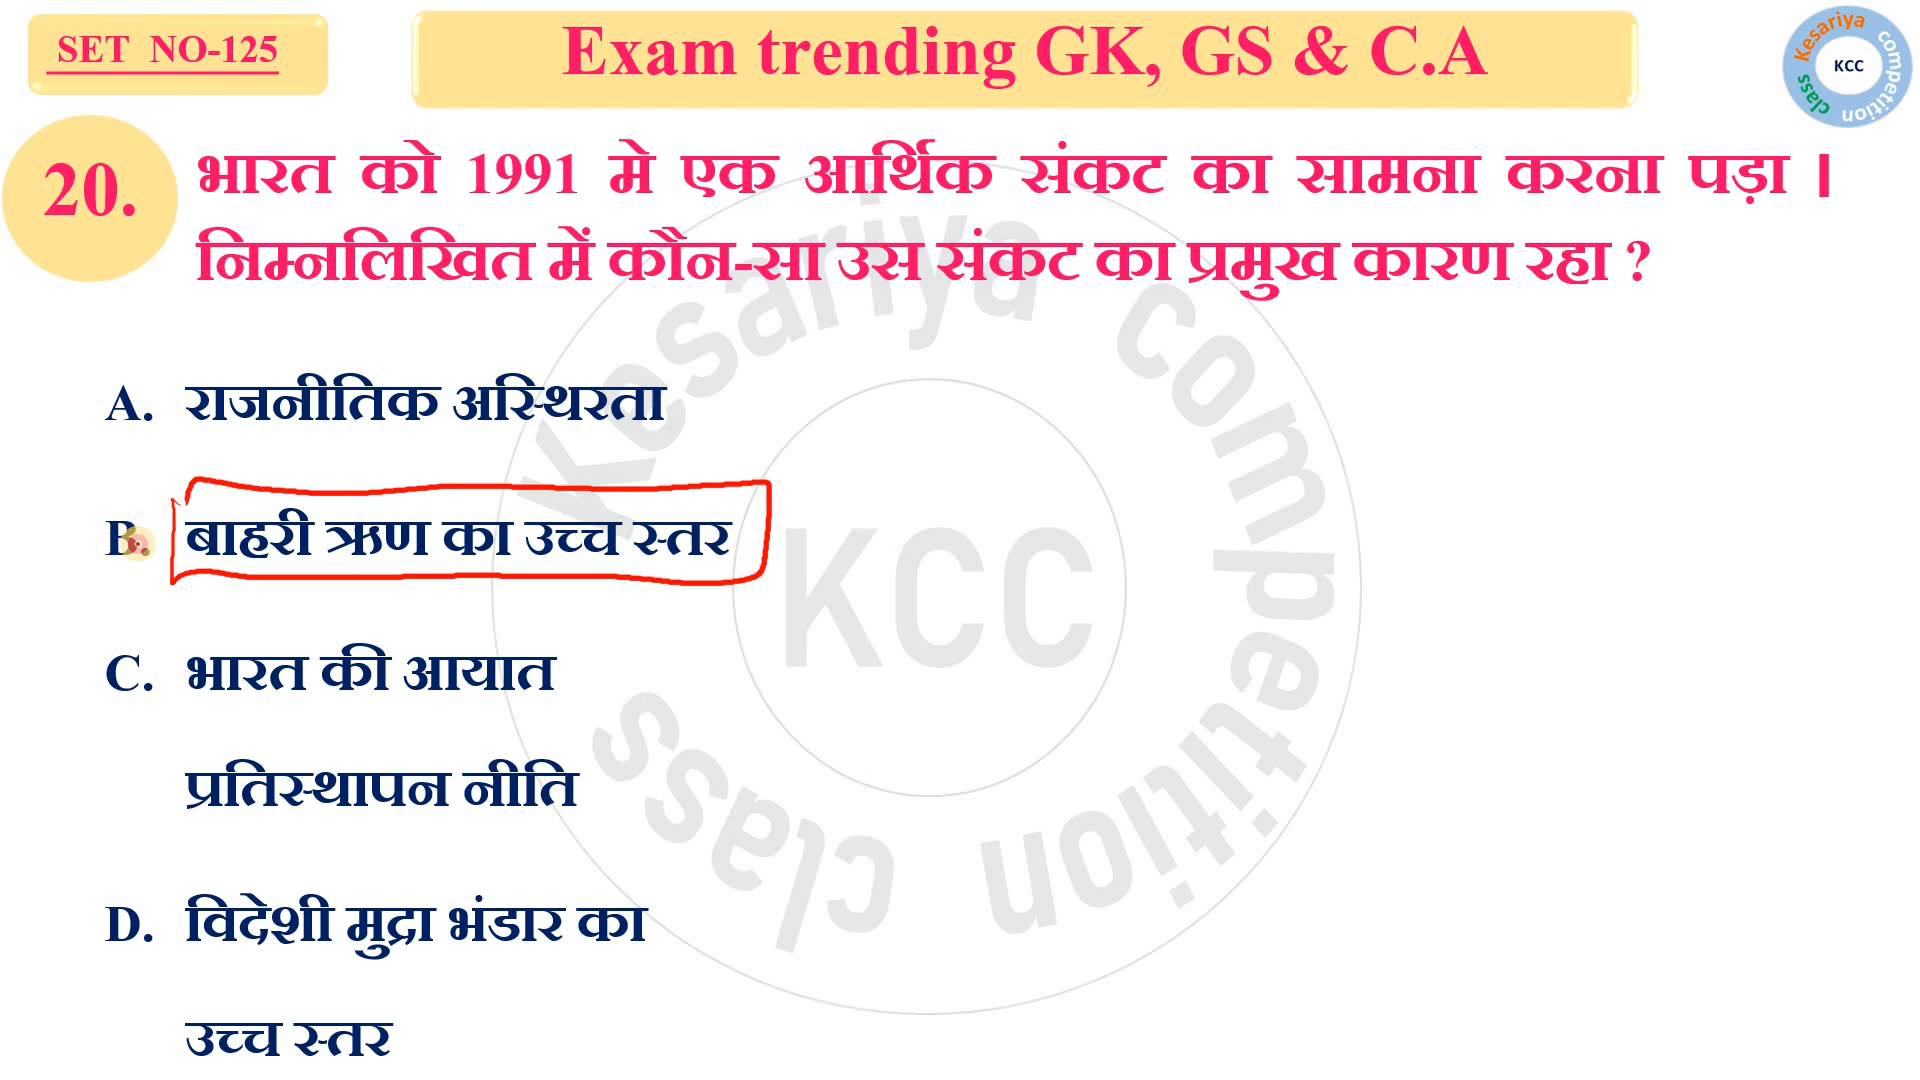 SET NO-125
Exam trending GK, GS & C.A
Kesariya competition class
KCC
20.
भारत को 1991 मे एक आर्थिक संकट का सामना करना पड़ा ।
निम्नलिखित में कौन-सा उस संकट का प्रमुख कारण रहा ?
A. राजनीतिक अस्थिरता
B. बाहरी ऋण का उच्च स्तर
C. भारत की आयात
प्रतिस्थापन नीति
D. विदेशी मुद्रा भंडार का
उच्च स्तर
Kesariya competition class
KCC